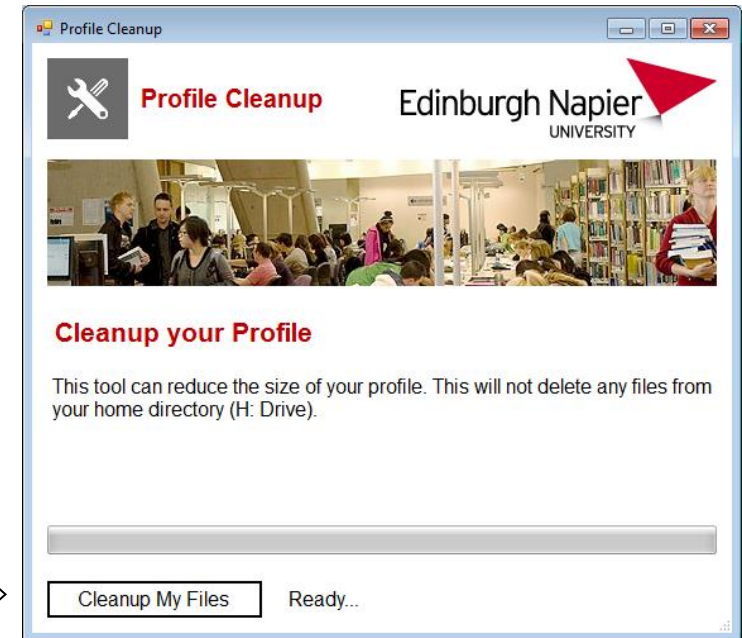 Profile Cleanup
Profile Cleanup
Edinburgh Napier
UNIVERSITY
Cleanup your Profile
This tool can reduce the size of your profile. This will not delete any files from
your home directory (H: Drive).
Cleanup My Files
Ready...